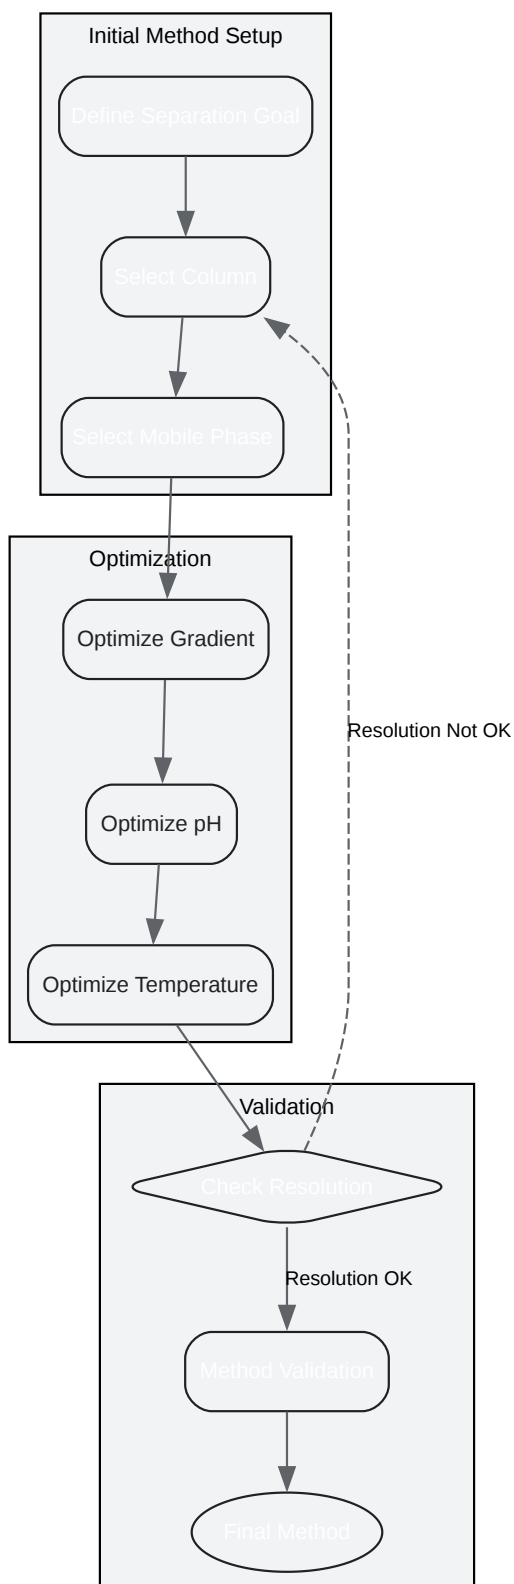 Initial Method Setup
Define Separation Goal
Select Column
Select Mobile Phase
Optimization
Optimize Gradient
Resolution Not OK
Optimize pH
Optimize Temperature
Validation
Check Resolution
Resolution OK
Method Validation
Final Method